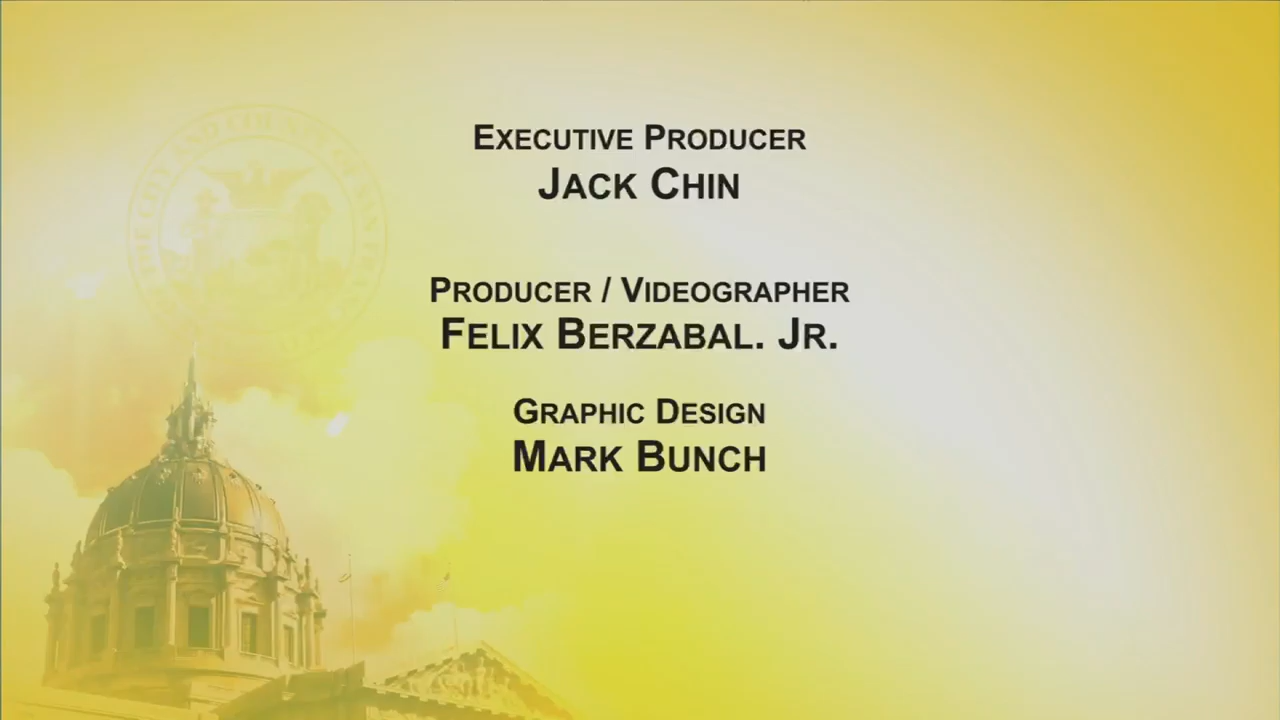 EXECUTIVE PRODUCER
JACK CHIN
PRODUCER / VIDEOGRAPHER
FELIX BERZABAL. JR.
GRAPHIC DESIGN
MARK BUNCH